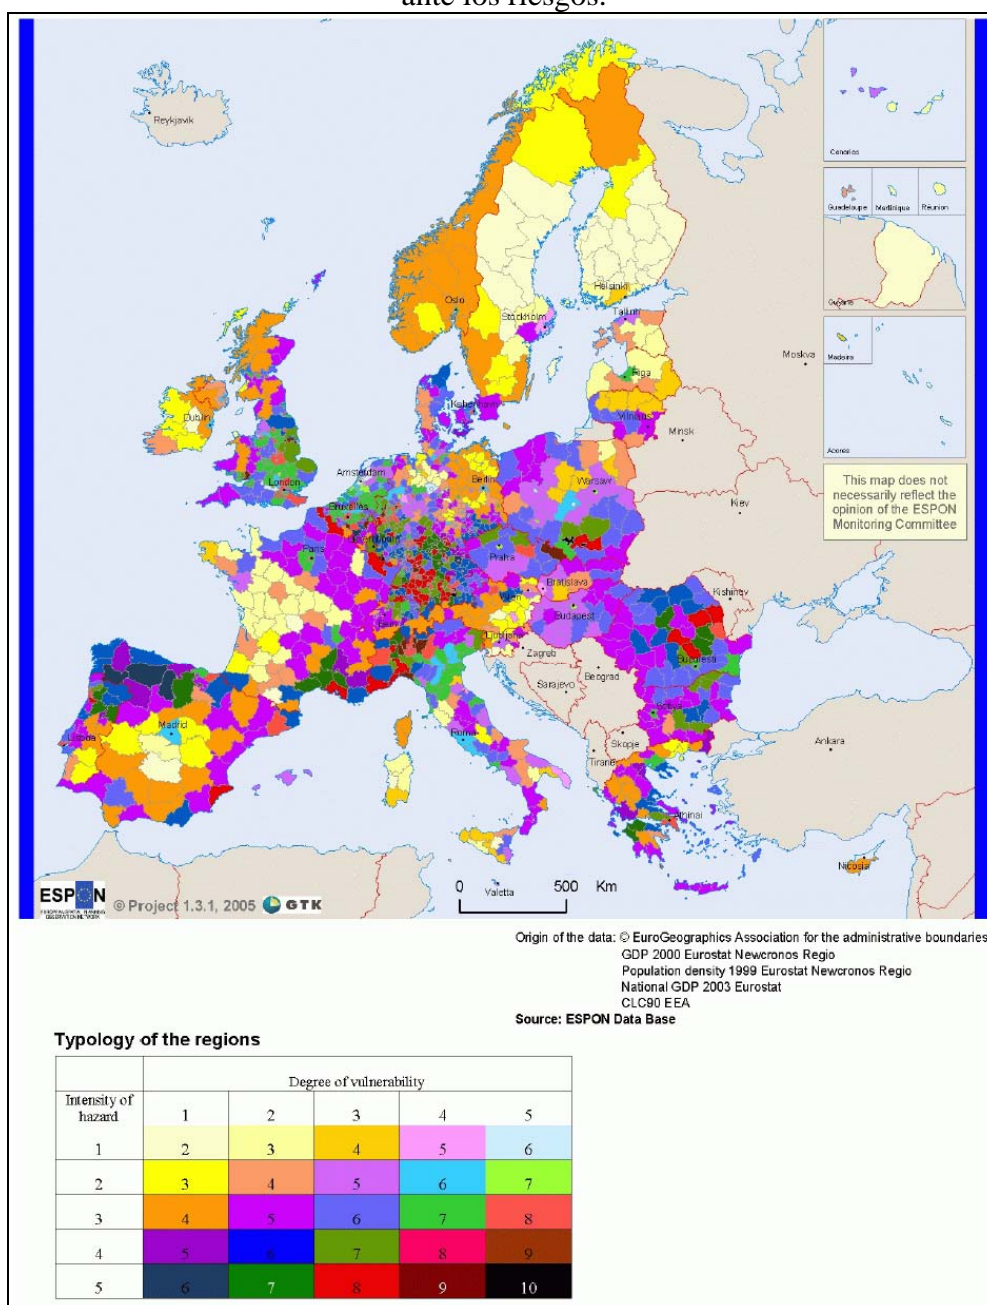 ante los riesgos.
Reykjavik
Canarias
Guadeloupe Martinique Réunion
Guyane
Madeira
Acores
Oslo
Helsinki
Stockholm
Tallinn
Riga
Moskva
Kobenhavn
Vilnius
Minsk
Dublin
London
Amsterdam
Berlin
Warsaw
Bruxelles
Kiev
This map does not
necessarily reflect the
opinion of the ESPON
Monitoring Committee
Paris
Praha
Wien
Bratislava
Budapest
Kishinev
Bern
Ljubljana
Zagreb
Beograd
Bucuresti
Sarajevo
Sofiya
Skopje
Tirane
Roma
Madrid
Lisboa
Ankara
Athinai
Nicosia
Valetta
0 500 Km
ESPON
© Project 1.3.1, 2005 GTK
Origin of the data: © EuroGeographics Association for the administrative boundaries
GDP 2000 Eurostat Newcronos Regio
Population density 1999 Eurostat Newcronos Regio
National GDP 2003 Eurostat
CLC90 EEA
Source: ESPON Data Base
Typology of the regions
Degree of vulnerability
Intensity of
hazard 1 2 3 4 5
1 2 3 4 5 6
2 3 4 5 6 7
3 4 5 6 7 8
4 5 6 7 8 9
5 6 7 8 9 10